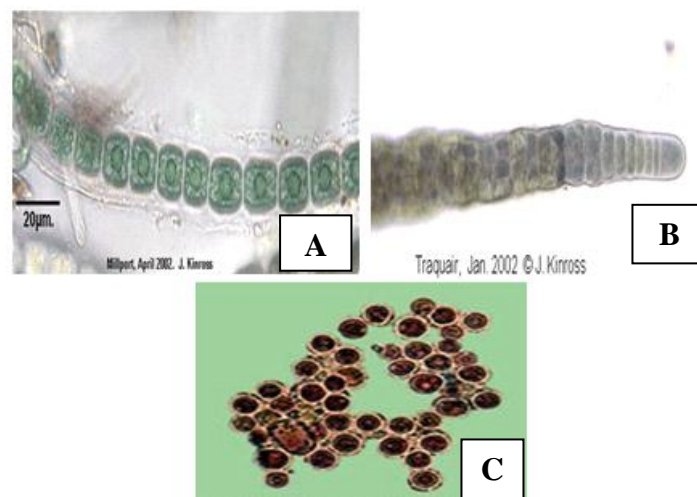 20µm.
A
Millport, April 2002. J. Kinross
B
Traquair, Jan. 2002 © J. Kinross
C